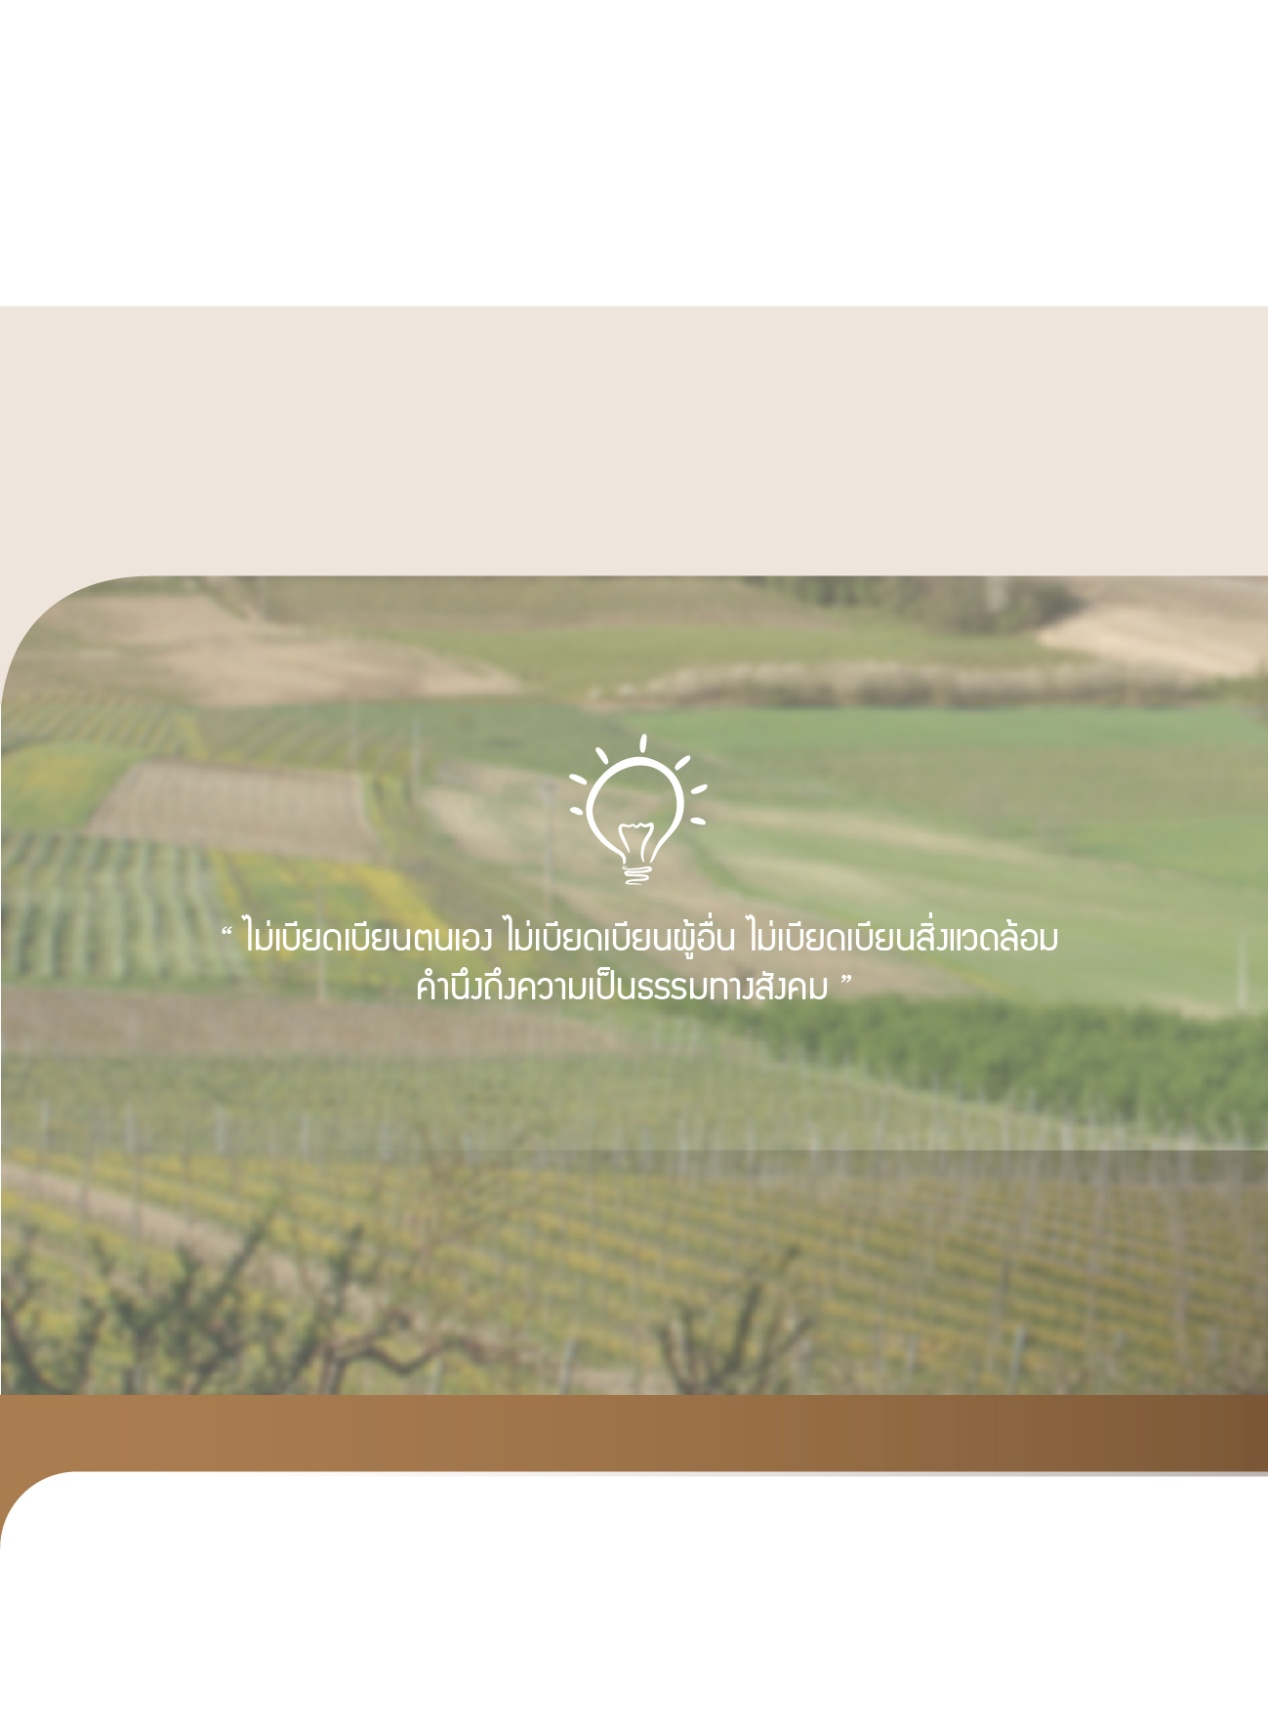 “ ไม่เบียดเบียนตนเอง ไม่เบียดเบียนผู้อื่น ไม่เบียดเบียนสิ่งแวดล้อม
คำนึงถึงความเป็นธรรมทางสังคม ”